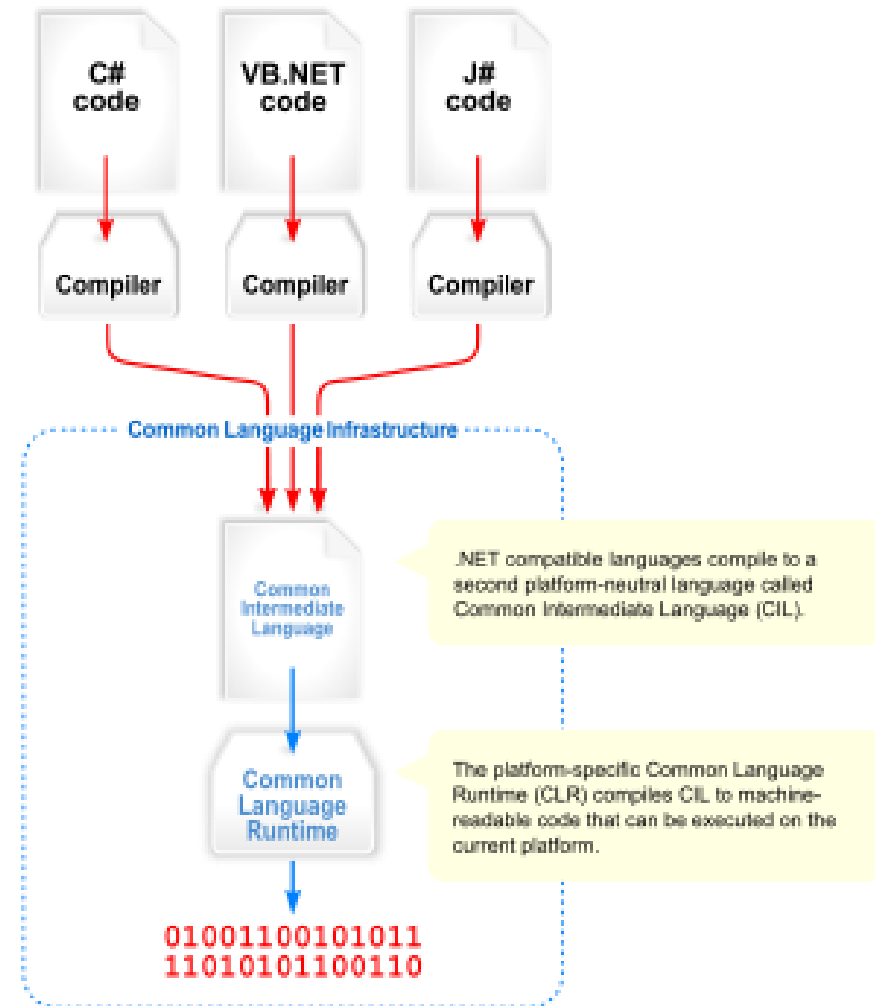 C#
code
VB.NET
code
J#
code
Compiler
Compiler
Compiler
Common Language Infrastructure
Common
Intermediate
Language
.NET compatible languages compile to a
second platform-neutral language called
Common Intermediate Language (CIL).
Common
Language
Runtime
The platform-specific Common Language
Runtime (CLR) compiles CIL to machine-
readable code that can be executed on the
current platform.
01001100101011
11010101100110